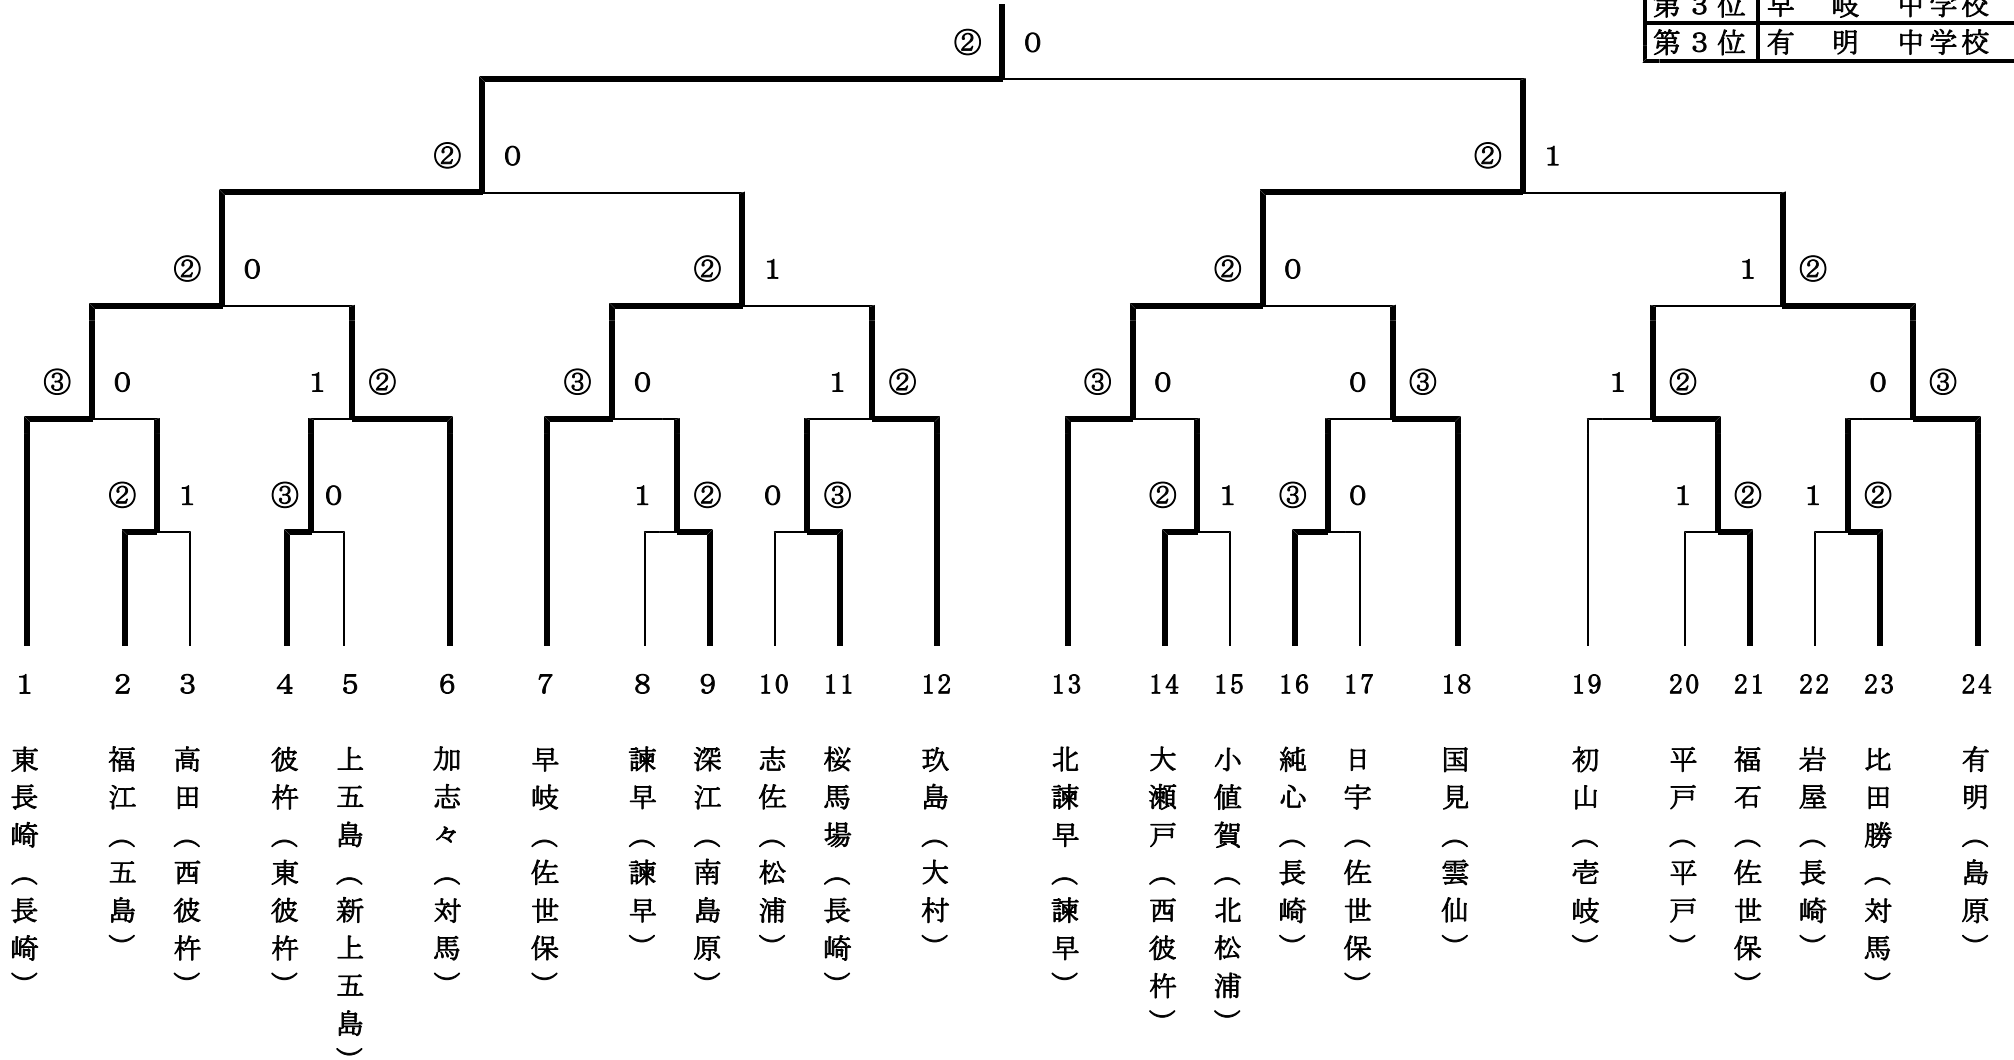 第３位 早 岐 中学校
第３位 有 明 中学校
② 0
② 0 ② 1
② 0 ② 1 ② 0 1 ②
③ 0 1 ② ③ 0 1 ② ③ 0 0 ③ 1 ② 0 ③
② 1 ③ 0 1 ② 0 ③ ② 1 ③ 0 1 ② 1 ②
1 2 3 4 5 6 7 8 9 10 11 12 13 14 15 16 17 18 19 20 21 22 23 24
東長崎（長崎）
福江（五島）
高田（西彼杵）
彼杵（東彼杵）
上五島（新上五島）
加志々（対馬）
早岐（佐世保）
諫早（諫早）
深江（南島原）
志佐（松浦）
桜馬場（長崎）
玖島（大村）
北諫早（諫早）
大瀬戸（西彼杵）
小値賀（北松浦）
純心（長崎）
日宇（佐世保）
国見（雲仙）
初山（壱岐）
平戸（平戸）
福石（佐世保）
岩屋（長崎）
比田勝（対馬）
有明（島原）